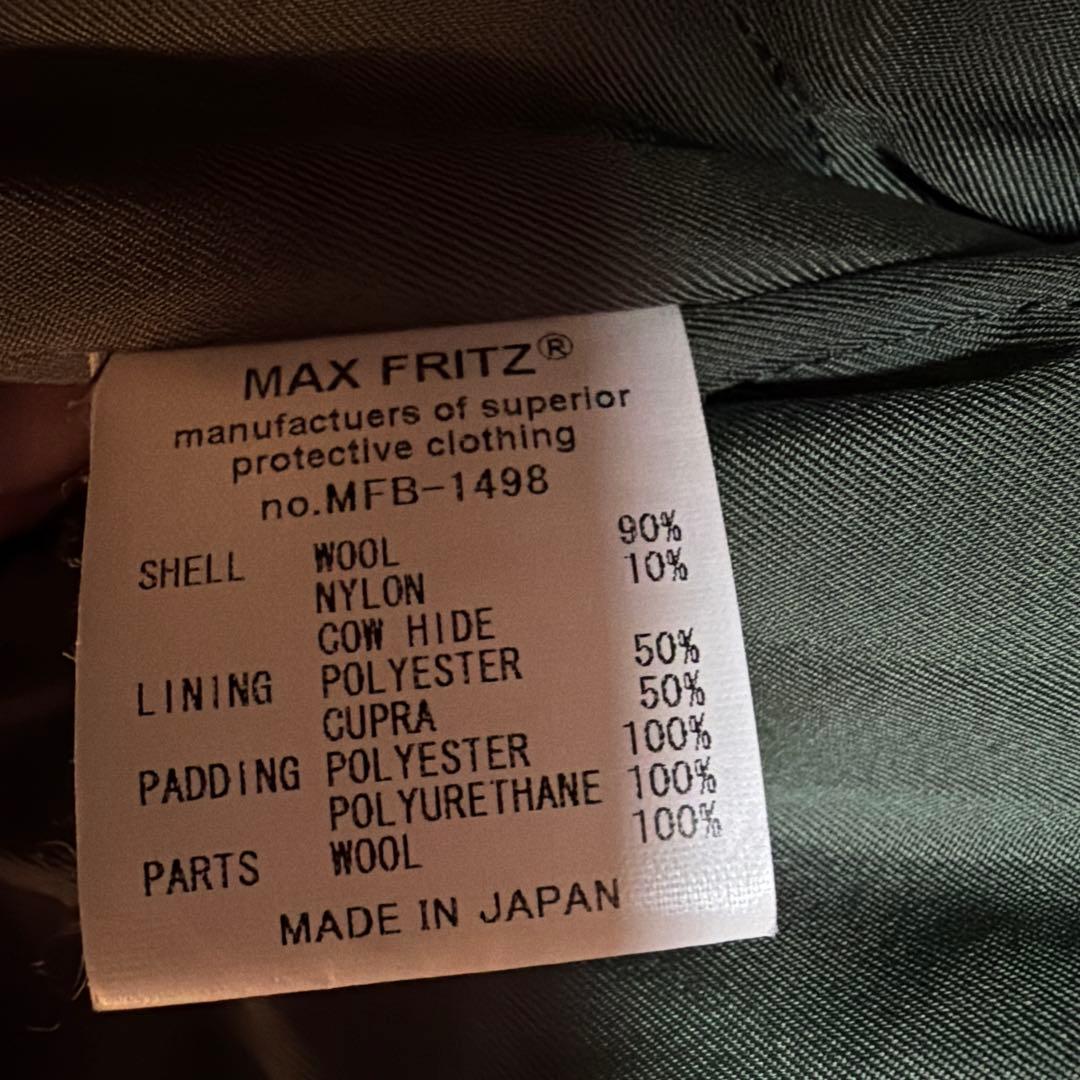 MAX FRITZ®
manufactuers of superior
protective clothing
no.MFB-1498
SHELL WOOL 90%
NYLON 10%
COW HIDE
LINING POLYESTER 50%
CUPRA 50%
PADDING POLYESTER 100%
POLYURETHANE 100%
PARTS WOOL 100%
MADE IN JAPAN